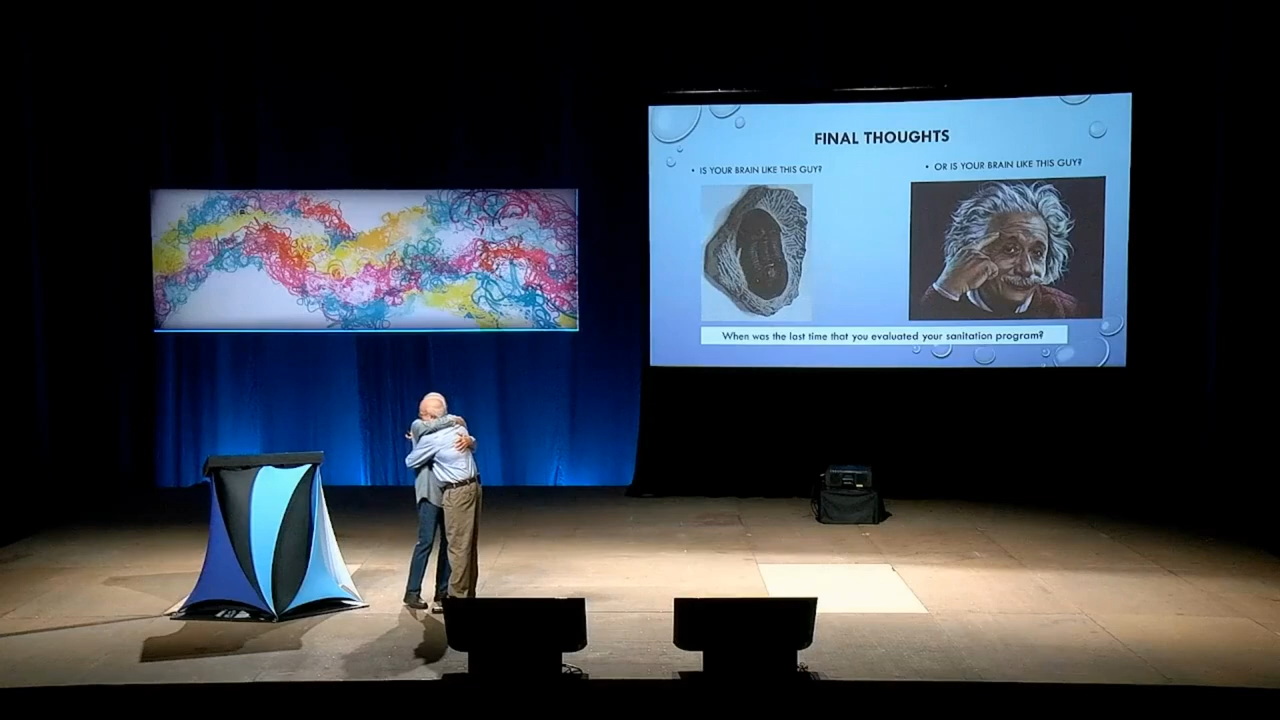 FINAL THOUGHTS
• IS YOUR BRAIN LIKE THIS GUY?
• OR IS YOUR BRAIN LIKE THIS GUY?
When was the last time that you evaluated your sanitation program?